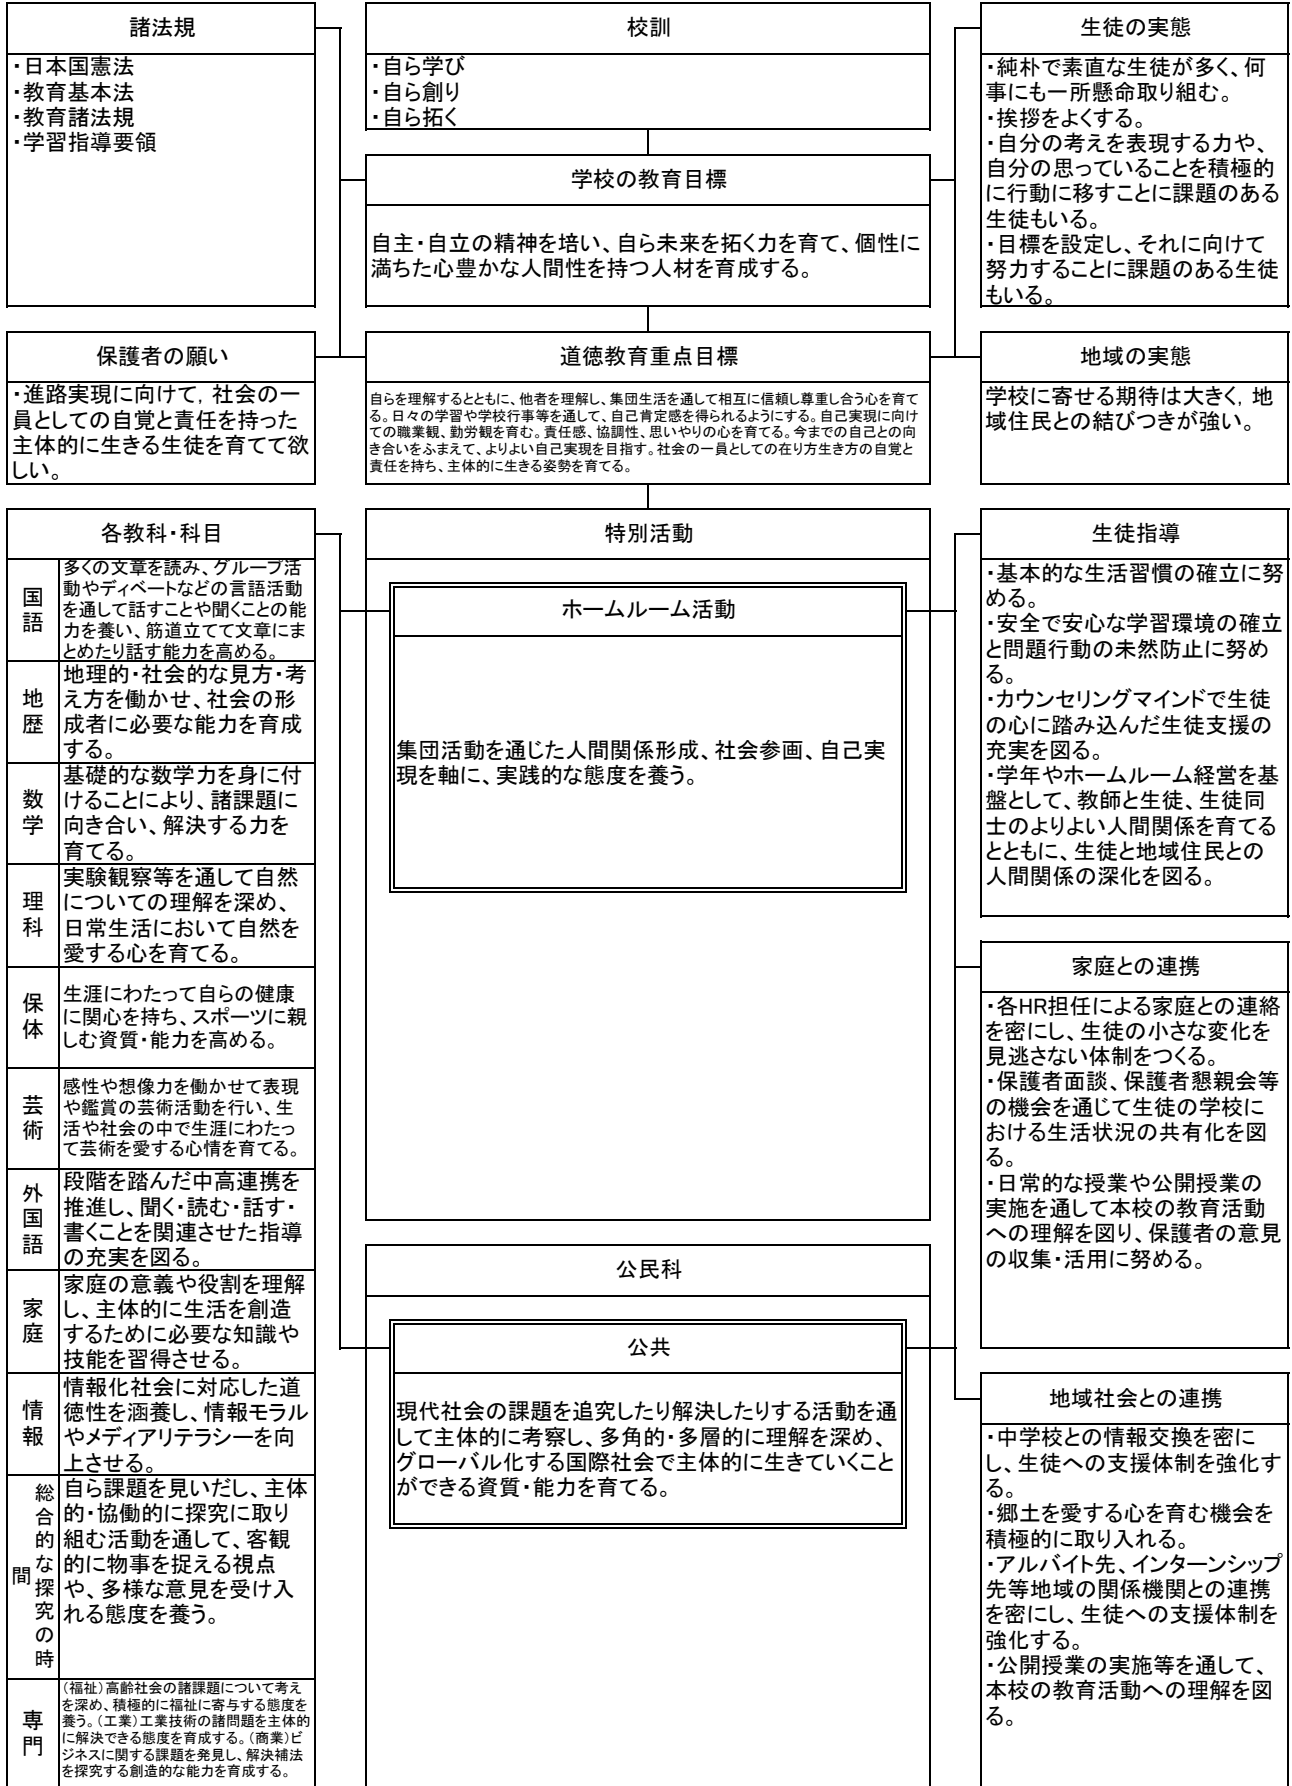 諸法規
・日本国憲法
・教育基本法
・教育諸法規
・学習指導要領
校訓
・自ら学び
・自ら創り
・自ら拓く
生徒の実態
・純朴で素直な生徒が多く、何
事にも一所懸命取り組む。
・挨拶をよくする。
・自分の考えを表現する力や、
自分の思っていることを積極的
に行動に移すことに課題のある
生徒もいる。
・目標を設定し、それに向けて
努力することに課題のある生徒
もいる。
学校の教育目標
自主・自立の精神を培い、自ら未来を拓く力を育て、個性に
満ちた心豊かな人間性を持つ人材を育成する。
保護者の願い
・進路実現に向けて,社会の一
員としての自覚と責任を持った
主体的に生きる生徒を育てて欲
しい。
道徳教育重点目標
自らを理解するとともに、他者を理解し、集団生活を通して相互に信頼し尊重し合う心を育て
る。日々の学習や学校行事等を通して、自己肯定感を得られるようにする。自己実現に向け
ての職業観、勤労観を育む。責任感、協調性、思いやりの心を育てる。今までの自己との向
き合いをふまえて、よりよい自己実現を目指す。社会の一員としての在り方生き方の自覚と
責任を持ち、主体的に生きる姿勢を育てる。
地域の実態
学校に寄せる期待は大きく,地
域住民との結びつきが強い。
各教科・科目
国語
多くの文章を読み、グループ活
動やディベートなどの言語活動
を通して話すことや聞くことの能
力を養い、筋道立てて文章にま
とめたり話す能力を高める。
地歴
地理的・社会的な見方・考
え方を働かせ、社会の形
成者に必要な能力を育成
する。
数学
基礎的な数学力を身に付
けることにより、諸課題に
向き合い、解決する力を
育てる。
理科
実験観察等を通して自然
についての理解を深め、
日常生活において自然を
愛する心を育てる。
保体
生涯にわたって自らの健康
に関心を持ち、スポーツに親
しむ資質・能力を高める。
芸術
感性や想像力を働かせて表現
や鑑賞の芸術活動を行い、生
活や社会の中で生涯にわたっ
て芸術を愛する心情を育てる。
外国語
段階を踏んだ中高連携を
推進し、聞く・読む・話す・
書くことを関連させた指導
の充実を図る。
家庭
家庭の意義や役割を理解
し、主体的に生活を創造
するために必要な知識や
技能を習得させる。
情報
情報化社会に対応した道
徳性を涵養し、情報モラル
やメディアリテラシーを向
上させる。
総合的な探究の時
間
自ら課題を見いだし、主体
的・協働的に探究に取り
組む活動を通して、客観
的に物事を捉える視点
や、多様な意見を受け入
れる態度を養う。
専門
(福祉)高齢社会の諸課題について考え
を深め、積極的に福祉に寄与する態度を
養う。(工業)工業技術の諸問題を主体的
に解決できる態度を育成する。(商業)ビ
ジネスに関する課題を発見し、解決補法
を探究する創造的な能力を育成する。
特別活動
ホームルーム活動
集団活動を通じた人間関係形成、社会参画、自己実
現を軸に、実践的な態度を養う。
公民科
公共
現代社会の課題を追究したり解決したりする活動を通
して主体的に考察し、多角的・多層的に理解を深め、
グローバル化する国際社会で主体的に生きていくこと
ができる資質・能力を育てる。
生徒指導
・基本的な生活習慣の確立に努
める。
・安全で安心な学習環境の確立
と問題行動の未然防止に努め
る。
・カウンセリングマインドで生徒
の心に踏み込んだ生徒支援の
充実を図る。
・学年やホームルーム経営を基
盤として、教師と生徒、生徒同
士のよりよい人間関係を育てる
とともに、生徒と地域住民との
人間関係の深化を図る。
家庭との連携
・各HR担任による家庭との連絡
を密にし、生徒の小さな変化を
見逃さない体制をつくる。
・保護者面談、保護者懇親会等
の機会を通じて生徒の学校に
おける生活状況の共有化を図
る。
・日常的な授業や公開授業の
実施を通して本校の教育活動
への理解を図り、保護者の意見
の収集・活用に努める。
地域社会との連携
・中学校との情報交換を密に
し、生徒への支援体制を強化す
る。
・郷土を愛する心を育む機会を
積極的に取り入れる。
・アルバイト先、インターンシップ
先等地域の関係機関との連携
を密にし、生徒への支援体制を
強化する。
・公開授業の実施等を通して、
本校の教育活動への理解を図
る。